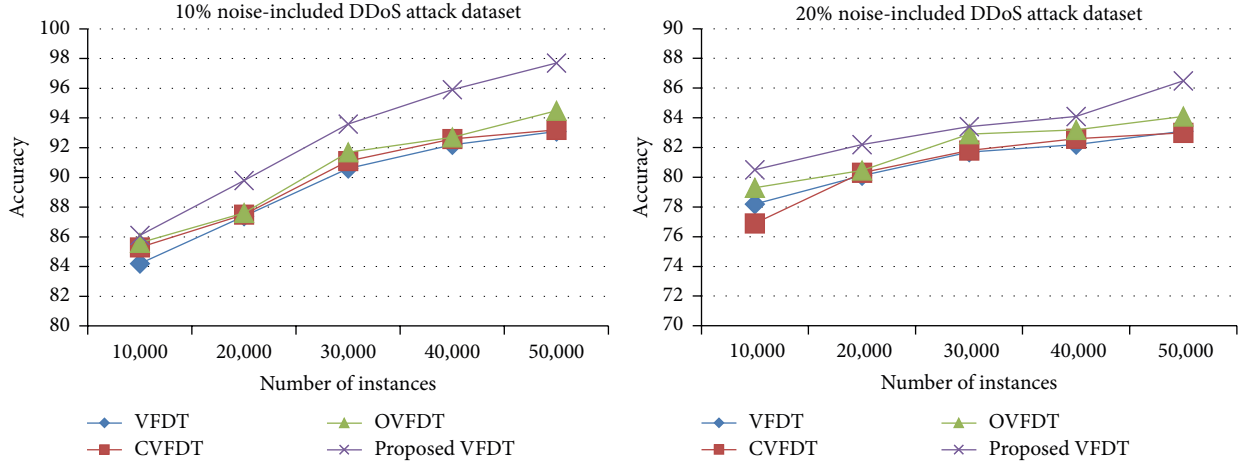 10% noise-included DDoS attack dataset
Accuracy
100
98
96
94
92
90
88
86
84
82
80
10,000 20,000 30,000 40,000 50,000
Number of instances
VFDT OVFDT
CVFDT Proposed VFDT
20% noise-included DDoS attack dataset
Accuracy
90
88
86
84
82
80
78
76
74
72
70
10,000 20,000 30,000 40,000 50,000
Number of instances
VFDT OVFDT
CVFDT Proposed VFDT